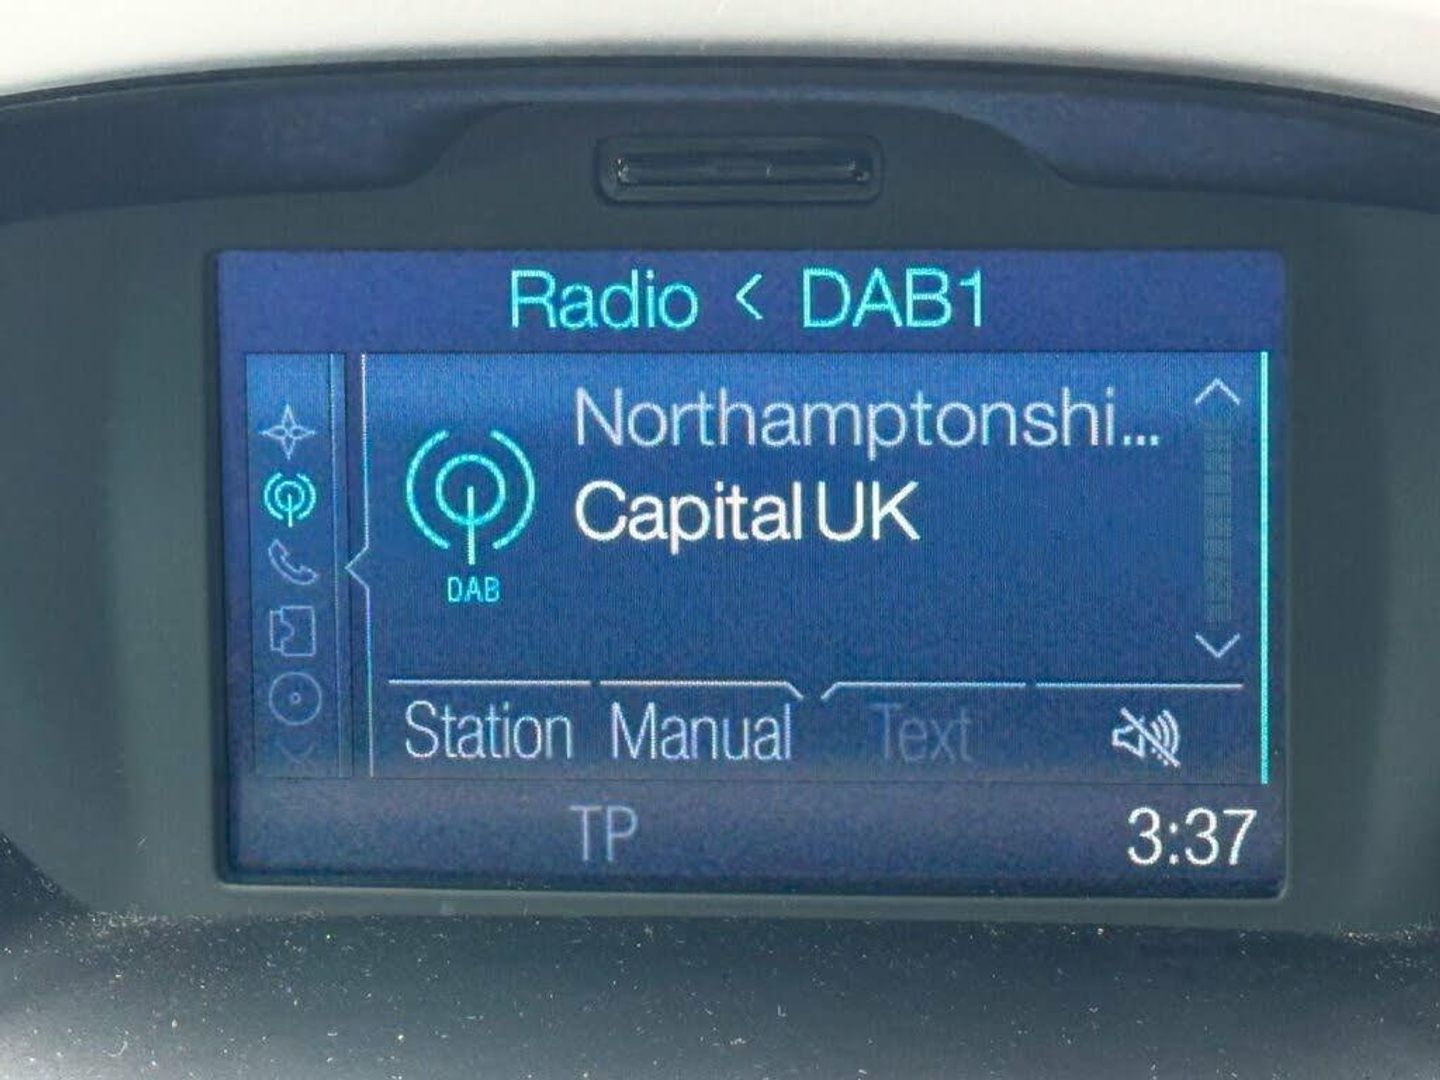 Radio < DAB1
Northamptonshi...
Capital UK
DAB
Station Manual Text
TP 3:37